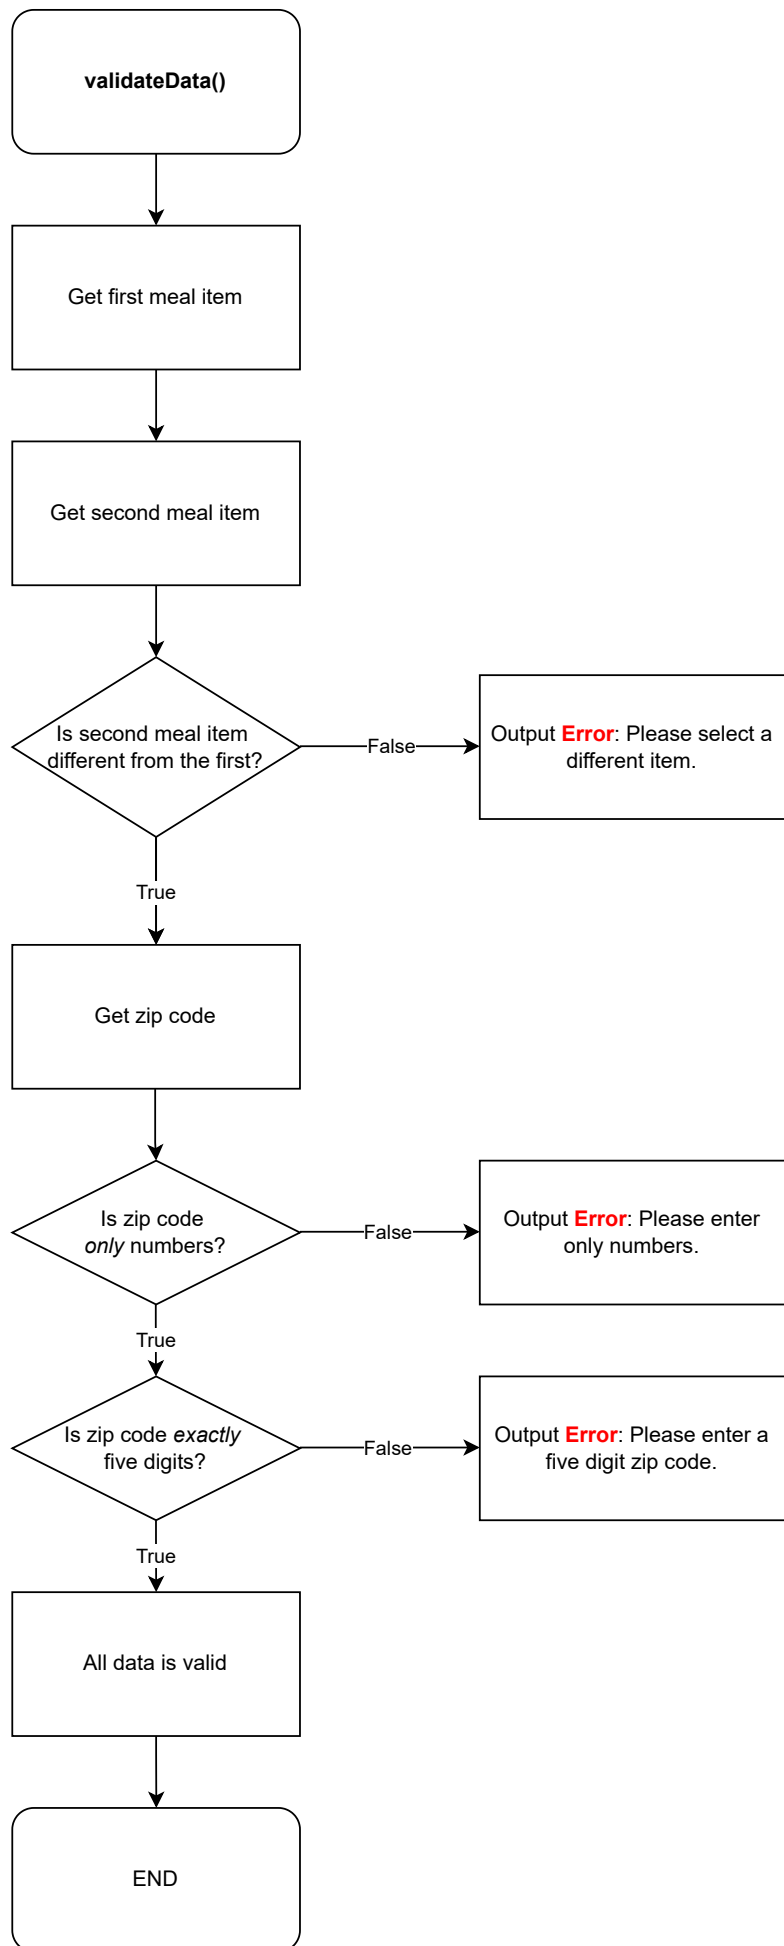 validateData()
Get first meal item
Get second meal item
Is second meal item
different from the first?
False
Output Error: Please select a
different item.
True
Get zip code
Is zip code
only numbers?
False
Output Error: Please enter
only numbers.
True
Is zip code exactly
five digits?
False
Output Error: Please enter a
five digit zip code.
True
All data is valid
END